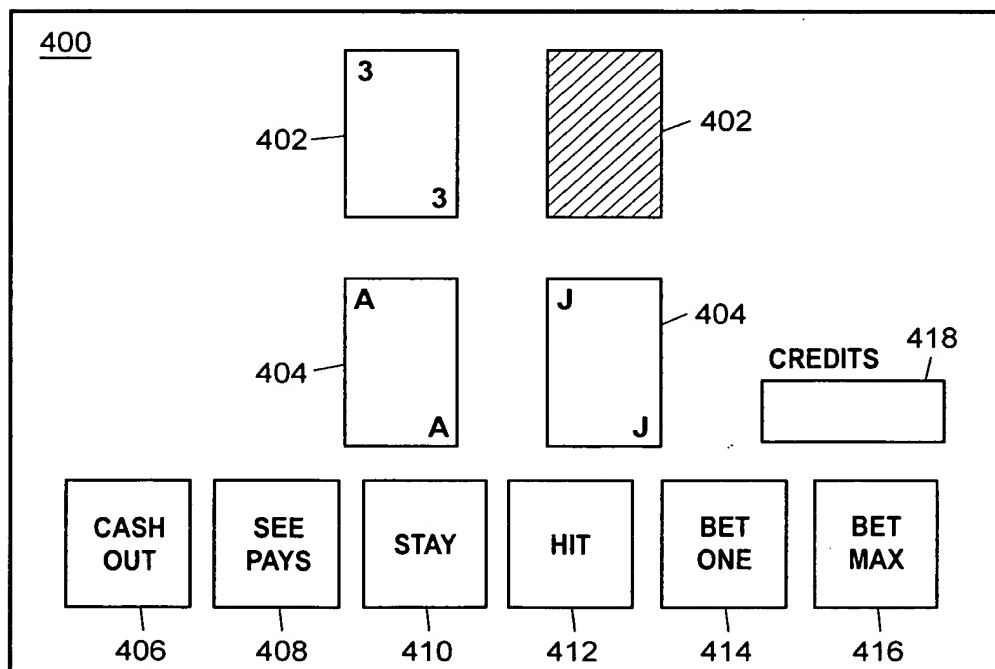 400
3
402
3
402
A
404
A
J
404
J
418
CREDITS
CASH
OUT
SEE
PAYS
STAY
HIT
BET
ONE
BET
MAX
406
408
410
412
414
416